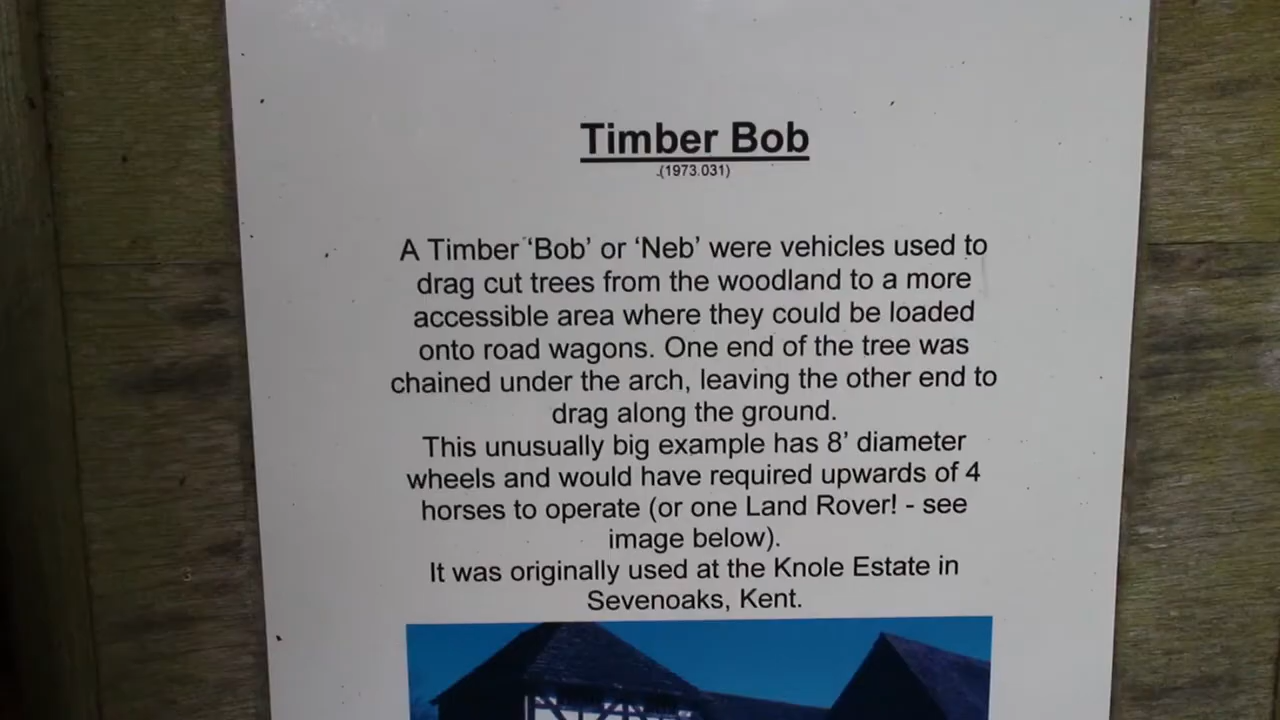 Timber Bob
(1973.031)
A Timber ‘Bob’ or ‘Neb’ were vehicles used to
drag cut trees from the woodland to a more
accessible area where they could be loaded
onto road wagons. One end of the tree was
chained under the arch, leaving the other end to
drag along the ground.
This unusually big example has 8’ diameter
wheels and would have required upwards of 4
horses to operate (or one Land Rover! - see
image below).
It was originally used at the Knole Estate in
Sevenoaks, Kent.